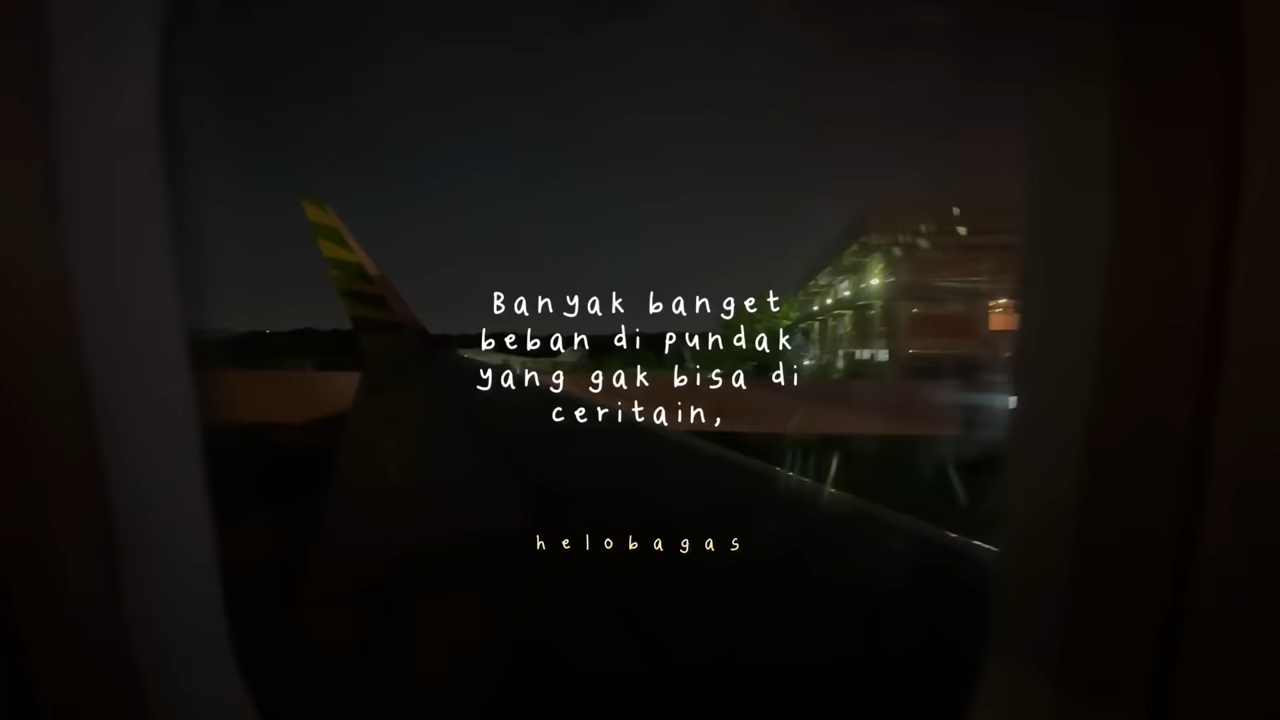 Banyak banget
beban di pundak
yang gak bisa di
ceritain,
helobagas